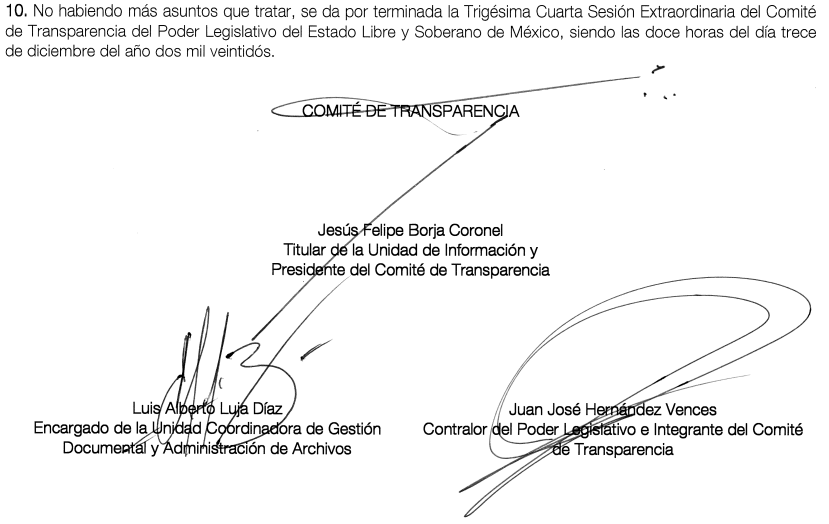 10. No habiendo más asuntos que tratar, se da por terminada la Trigésima Cuarta Sesión Extraordinaria del Comité
de Transparencia del Poder Legislativo del Estado Libre y Soberano de México, siendo las doce horas del día trece
de diciembre del año dos mil veintidós.
COMITÉ DE TRANSPARENCIA
Jesús Felipe Borja Coronel
Titular de la Unidad de Información y
Presidente del Comité de Transparencia
Luis Alberto Luja Díaz
Encargado de la Unidad Coordinadora de Gestión
Documental y Administración de Archivos
Juan José Hernández Vences
Contralor del Poder Legislativo e Integrante del Comité
de Transparencia